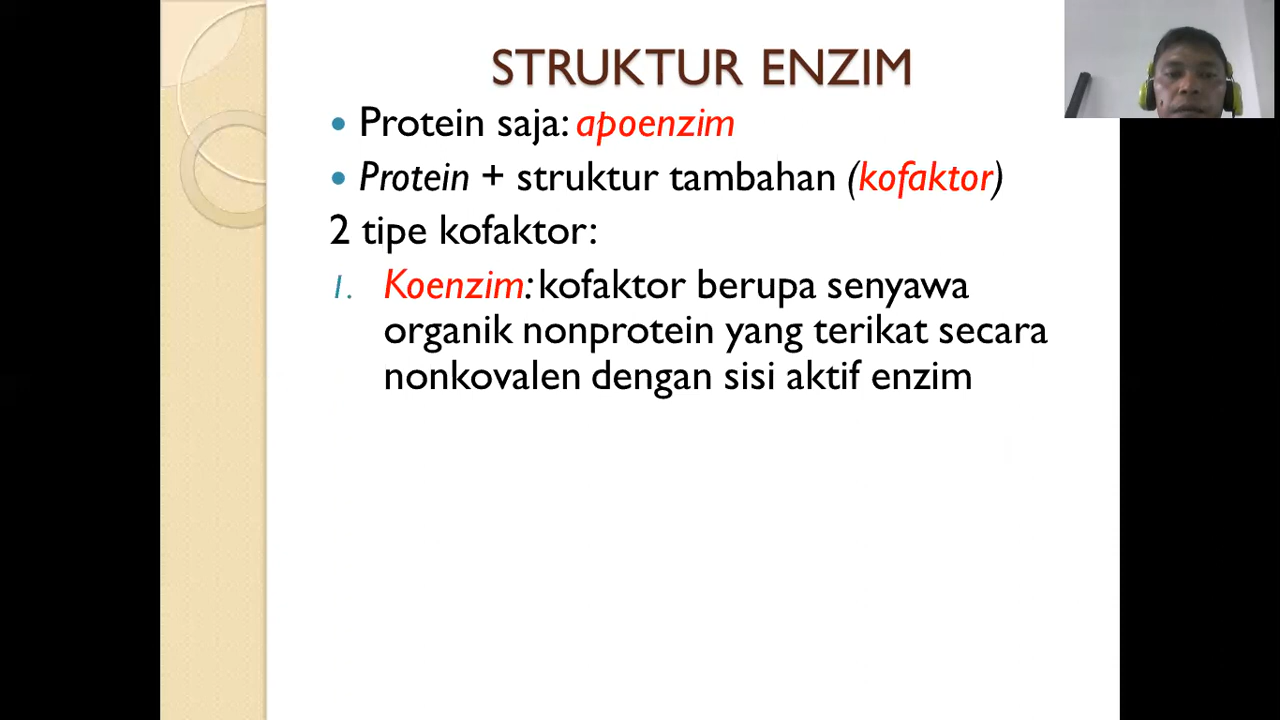 STRUKTUR ENZIM
• Protein saja: apoenzim
• Protein + struktur tambahan (kofaktor)
2 tipe kofaktor:
1. Koenzim: kofaktor berupa senyawa
organik nonprotein yang terikat secara
nonkovalen dengan sisi aktif enzim